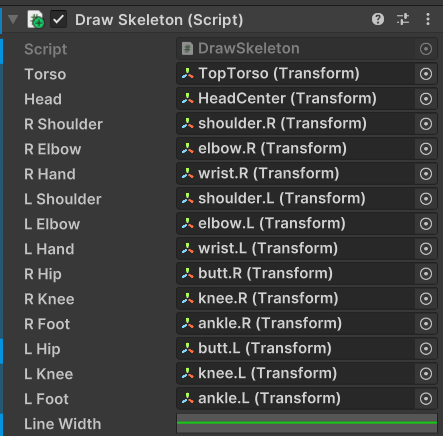 Draw Skeleton (Script)
Script DrawSkeleton
Torso TopTorso (Transform)
Head HeadCenter (Transform)
R Shoulder shoulder.R (Transform)
R Elbow elbow.R (Transform)
R Hand wrist.R (Transform)
L Shoulder shoulder.L (Transform)
L Elbow elbow.L (Transform)
L Hand wrist.L (Transform)
R Hip butt.R (Transform)
R Knee knee.R (Transform)
R Foot ankle.R (Transform)
L Hip butt.L (Transform)
L Knee knee.L (Transform)
L Foot ankle.L (Transform)
Line Width